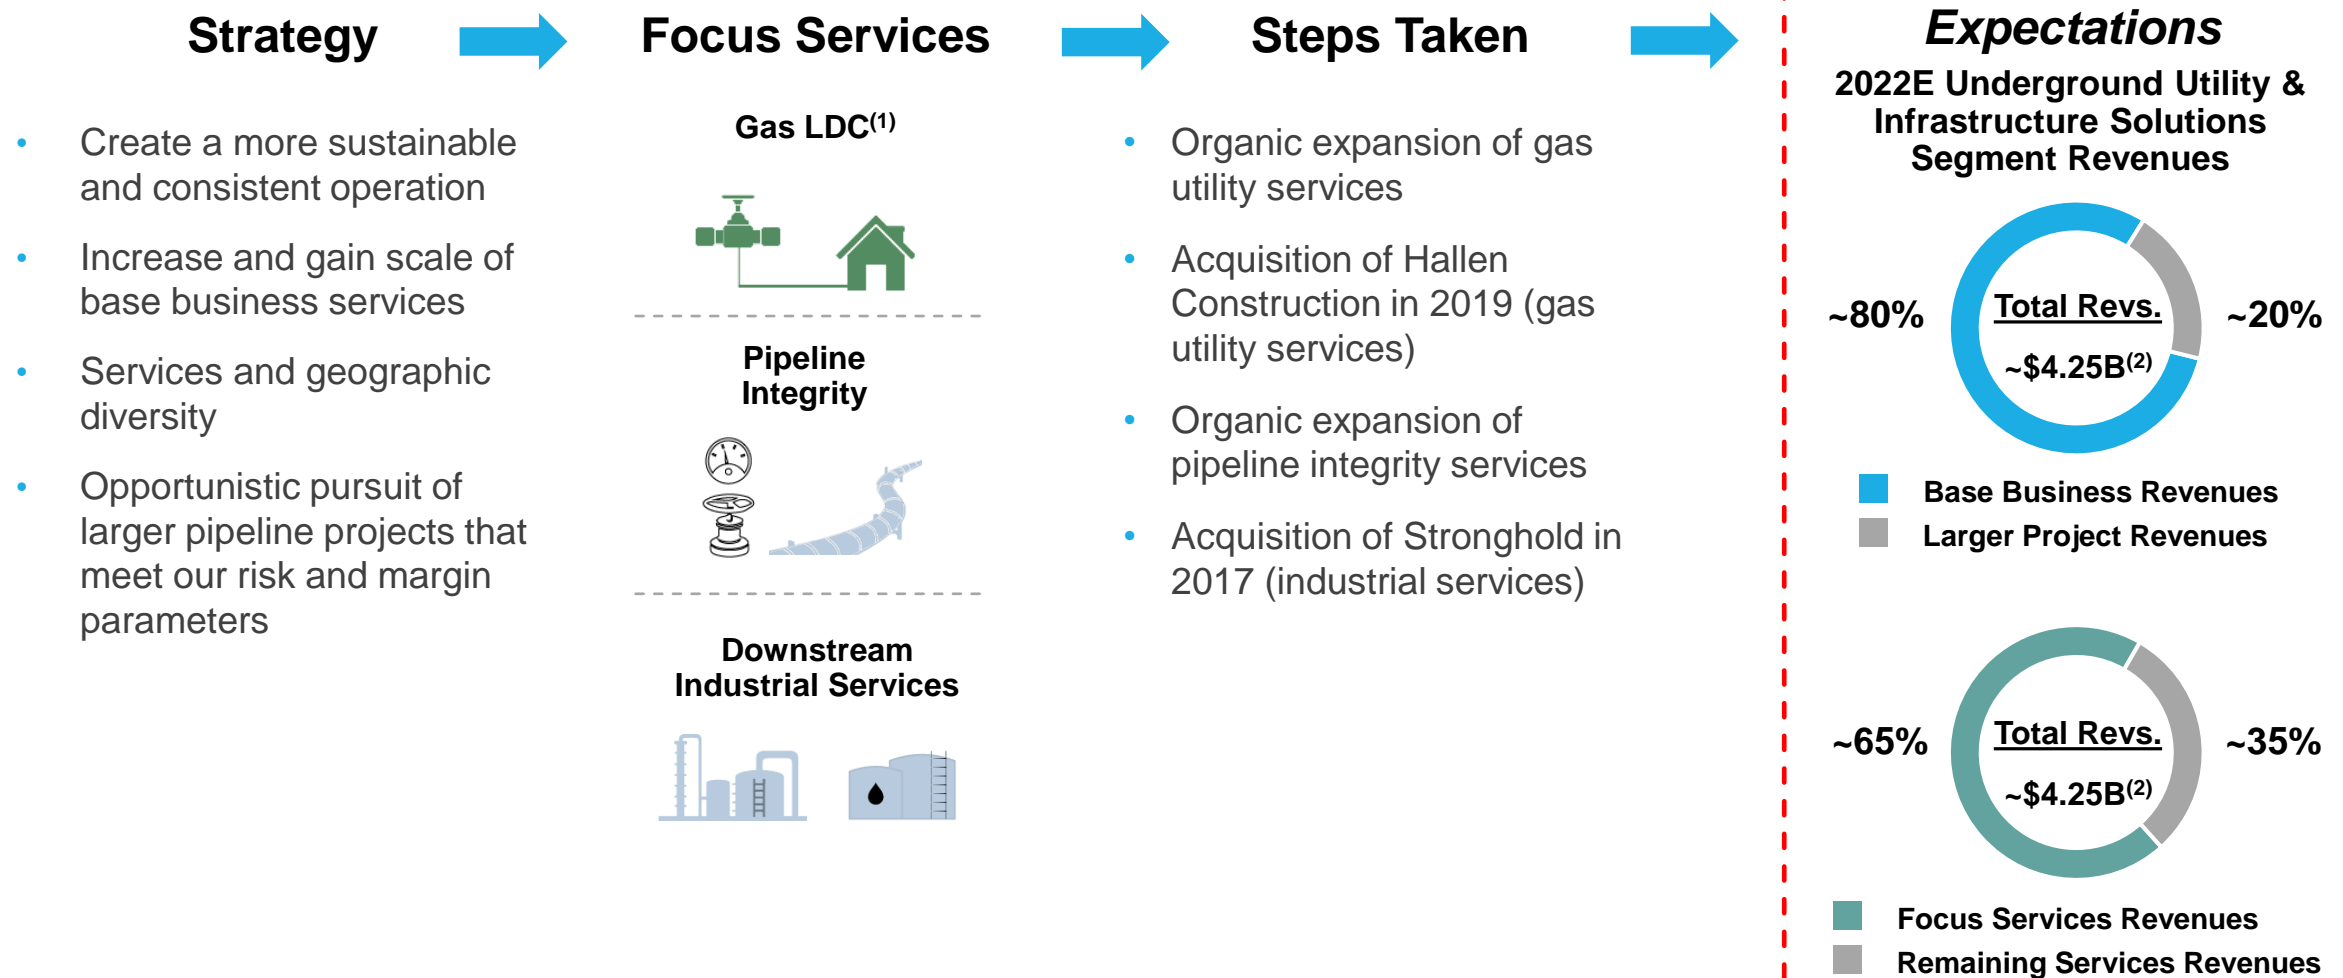 Strategy
Focus Services
Steps Taken
Expectations
• Create a more sustainable
and consistent operation
• Increase and gain scale of
base business services
• Services and geographic
diversity
• Opportunistic pursuit of
larger pipeline projects that
meet our risk and margin
parameters
Gas LDC(1)
Pipeline
Integrity
Downstream
Industrial Services
• Organic expansion of gas
utility services
• Acquisition of Hallen
Construction in 2019 (gas
utility services)
• Organic expansion of
pipeline integrity services
• Acquisition of Stronghold in
2017 (industrial services)
2022E Underground Utility &
Infrastructure Solutions
Segment Revenues
~80%
Total Revs.
~$4.25B(2)
~20%
Base Business Revenues
Larger Project Revenues
~65%
Total Revs.
~$4.25B(2)
~35%
Focus Services Revenues
Remaining Services Revenues